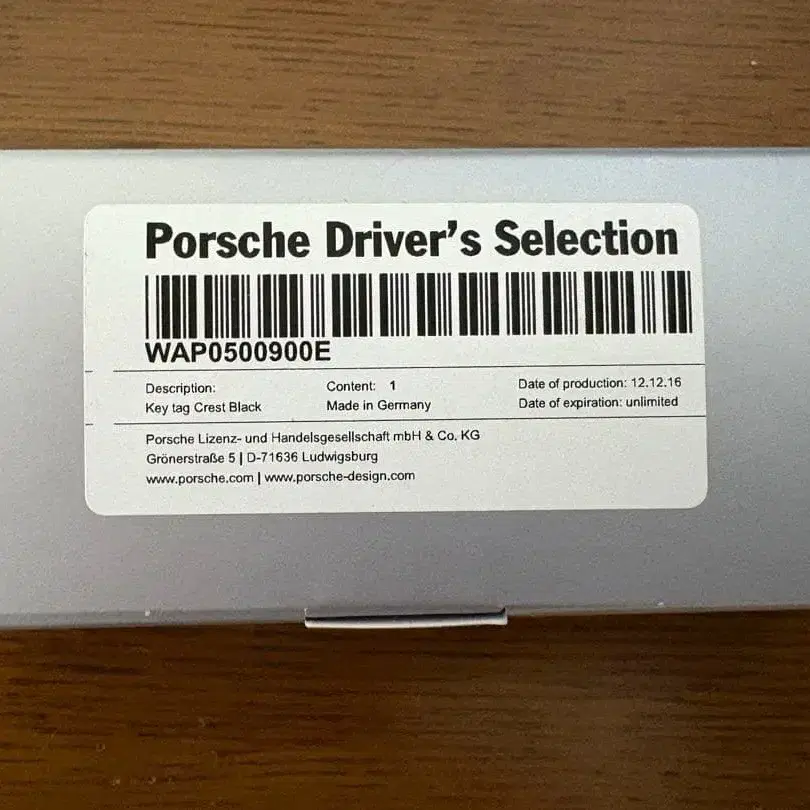 Porsche Driver's Selection
WAP0500900E
Description: Content: 1 Date of production: 12.12.16
Key tag Crest Black Made in Germany Date of expiration: unlimited
Porsche Lizenz- und Handelsgesellschaft mbH & Co. KG
Grönerstraße 5 | D-71636 Ludwigsburg
www.porsche.com | www.porsche-design.com